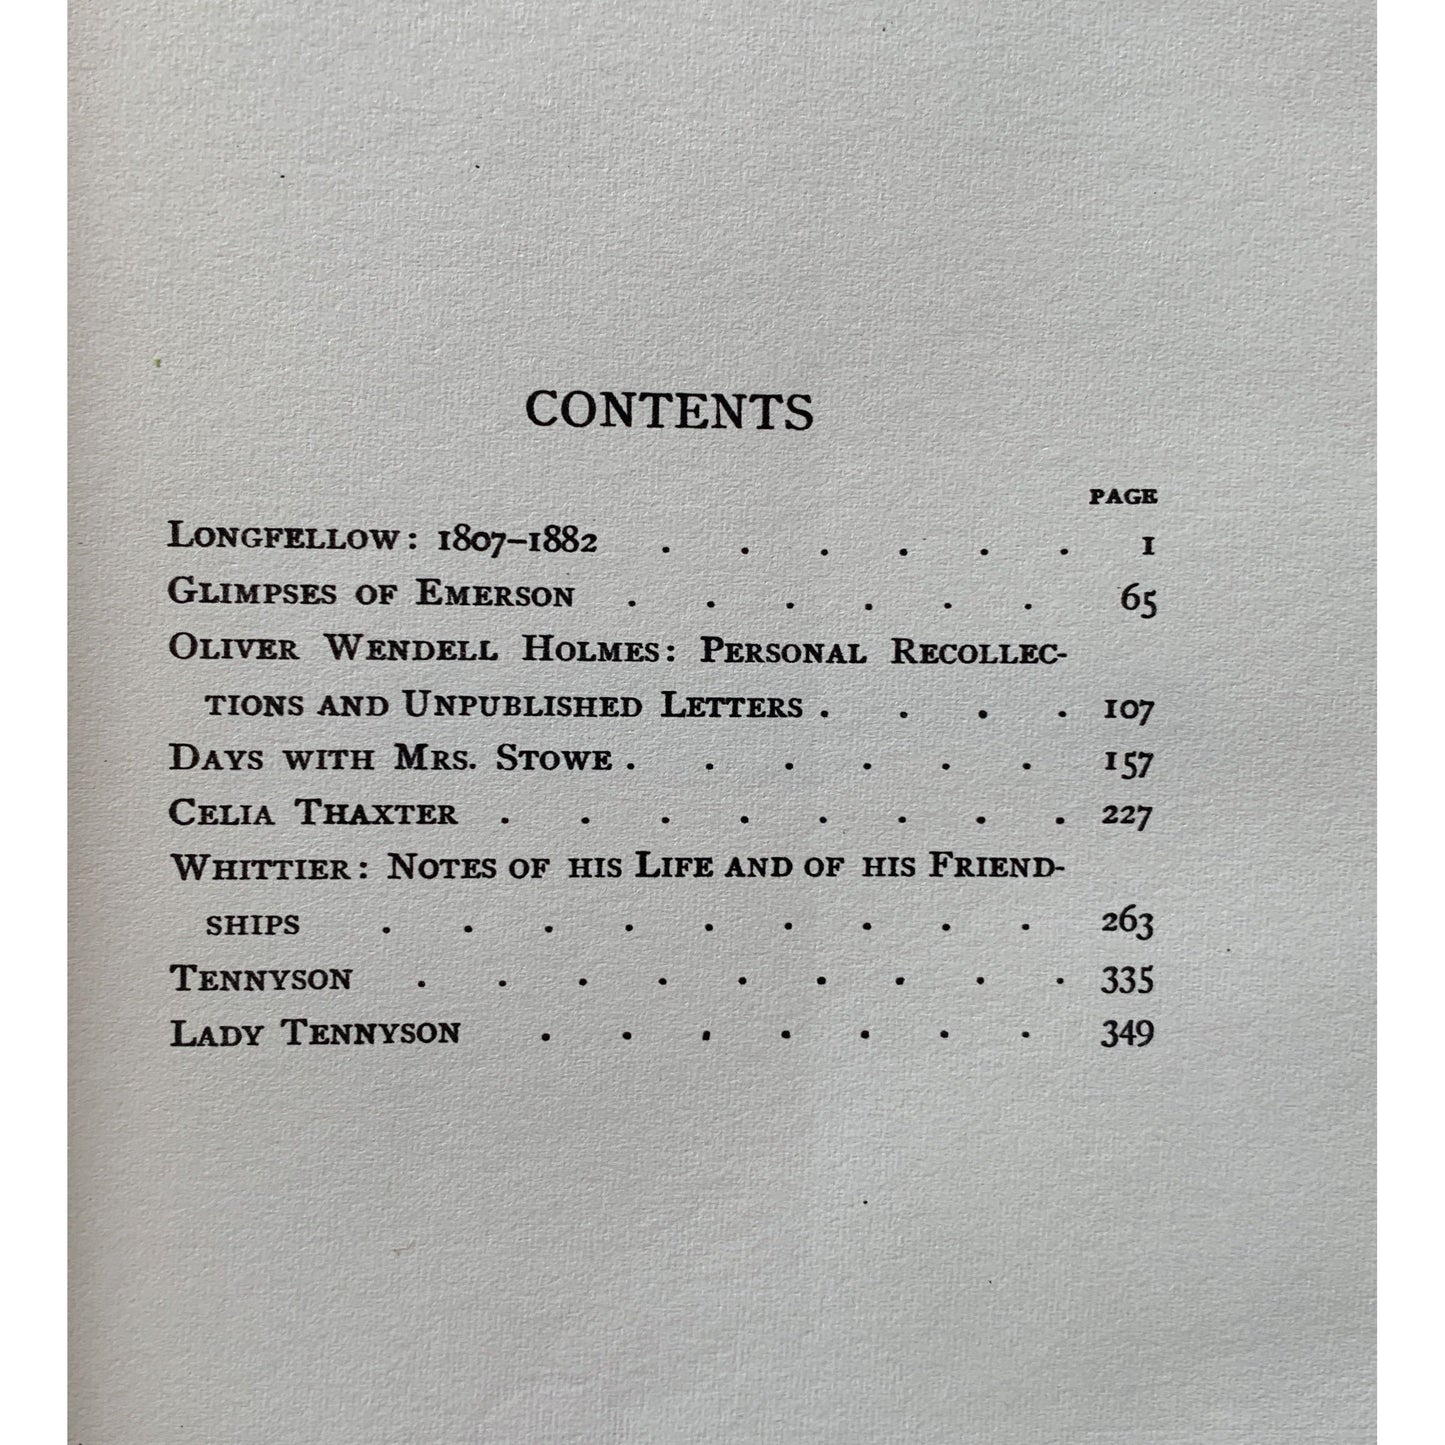 CONTENTS
PAGE
LONGFELLOW: 1807–1882 . . . . . . 1
GLIMPSES OF EMERSON . . . . . . 65
OLIVER WENDELL HOLMES: PERSONAL RECOLLEC-
TIONS AND UNPUBLISHED LETTERS . . . . 107
DAYS WITH MRS. STOWE . . . . . . 157
CELIA THAXTER . . . . . . . . 227
WHITTIER: NOTES OF HIS LIFE AND OF HIS FRIEND-
SHIPS . . . . . . . . . 263
TENNYSON . . . . . . . . . 335
LADY TENNYSON . . . . . . . 349